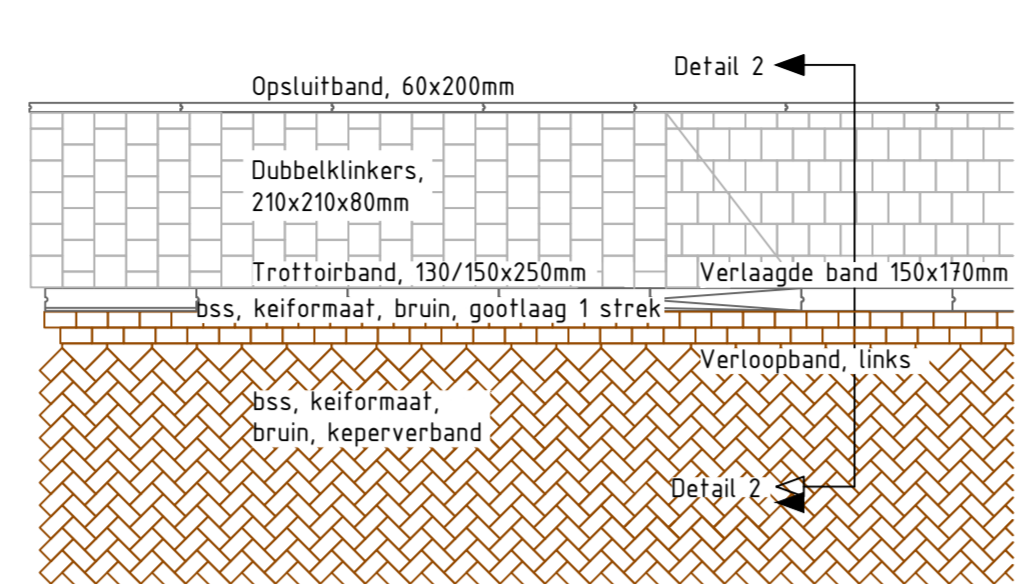 Detail 2
Opsluitband, 60x200mm
Dubbelklinkers,
210x210x80mm
Trottoirband, 130/150x250mm
Verlaagde band 150x170mm
bss, keiformaat, bruin, gootlaag 1 strek
Verloopband, links
bss, keiformaat,
bruin, keperverband
Detail 2